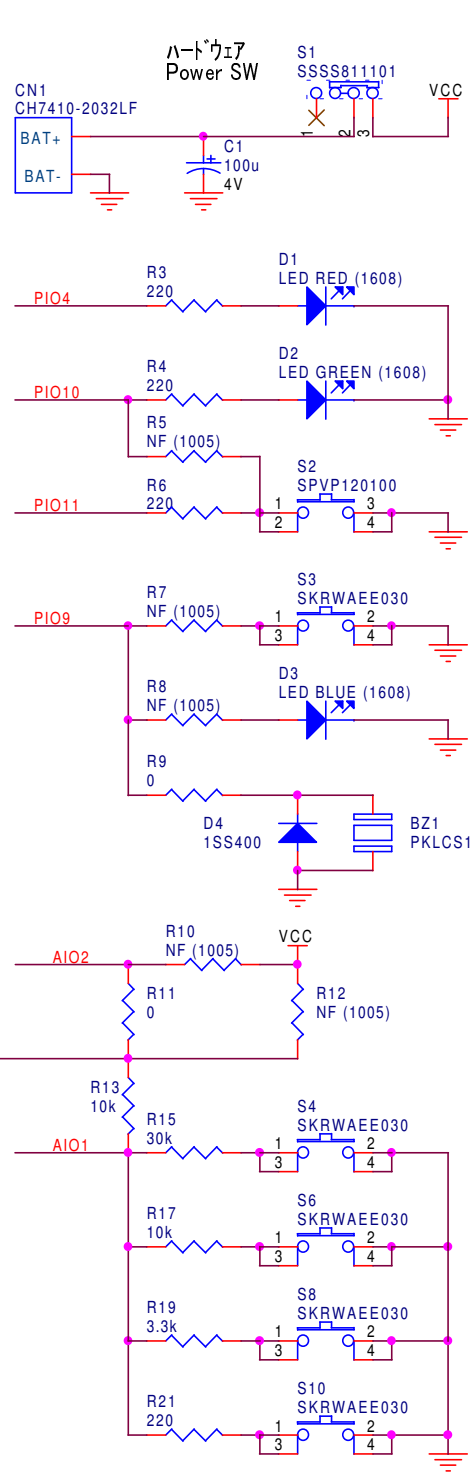 ハードウェア
Power SW
S1
SSSS811101
CN1
CH7410-2032LF
VCC
BAT+
BAT-
1
2
3
C1
100u
4V
D1
LED RED (1608)
R3
220
PIO4
D2
LED GREEN (1608)
R4
220
PIO10
R5
NF (1005)
S2
SPVP120100
R6
220
PIO11
1
2
3
4
S3
SKRWAEE030
R7
NF (1005)
PIO9
1
3
2
4
D3
LED BLUE (1608)
R8
NF (1005)
R9
0
D4
1SS400
BZ1
PKLCS1
R10
NF (1005)
VCC
AIO2
R11
0
R12
NF (1005)
R13
10k
R15
30k
AIO1
S4
SKRWAEE030
1
3
2
4
R17
10k
S6
SKRWAEE030
1
3
2
4
R19
3.3k
S8
SKRWAEE030
1
3
2
4
R21
220
S10
SKRWAEE030
1
3
2
4